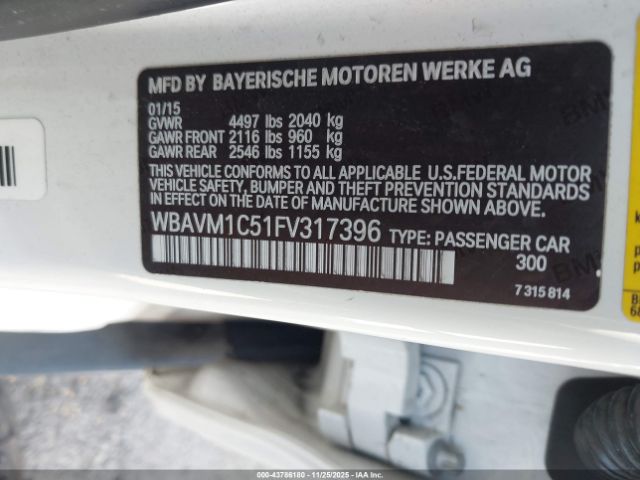 MFD BY BAYERISCHE MOTOREN WERKE AG
01/15
GVWR 4497 lbs 2040 kg
GAWR FRONT 2116 lbs 960 kg
GAWR REAR 2546 lbs 1155 kg
THIS VEHICLE CONFORMS TO ALL APPLICABLE U.S.FEDERAL MOTOR
VEHICLE SAFETY, BUMPER AND THEFT PREVENTION STANDARDS
IN EFFECT ON THE DATE OF MANUFACTURE SHOWN ABOVE.
WBAVM1C51FV317396 TYPE: PASSENGER CAR
300
7 315 814
000-43786180 - 11/25/2025 - IAAI.COM